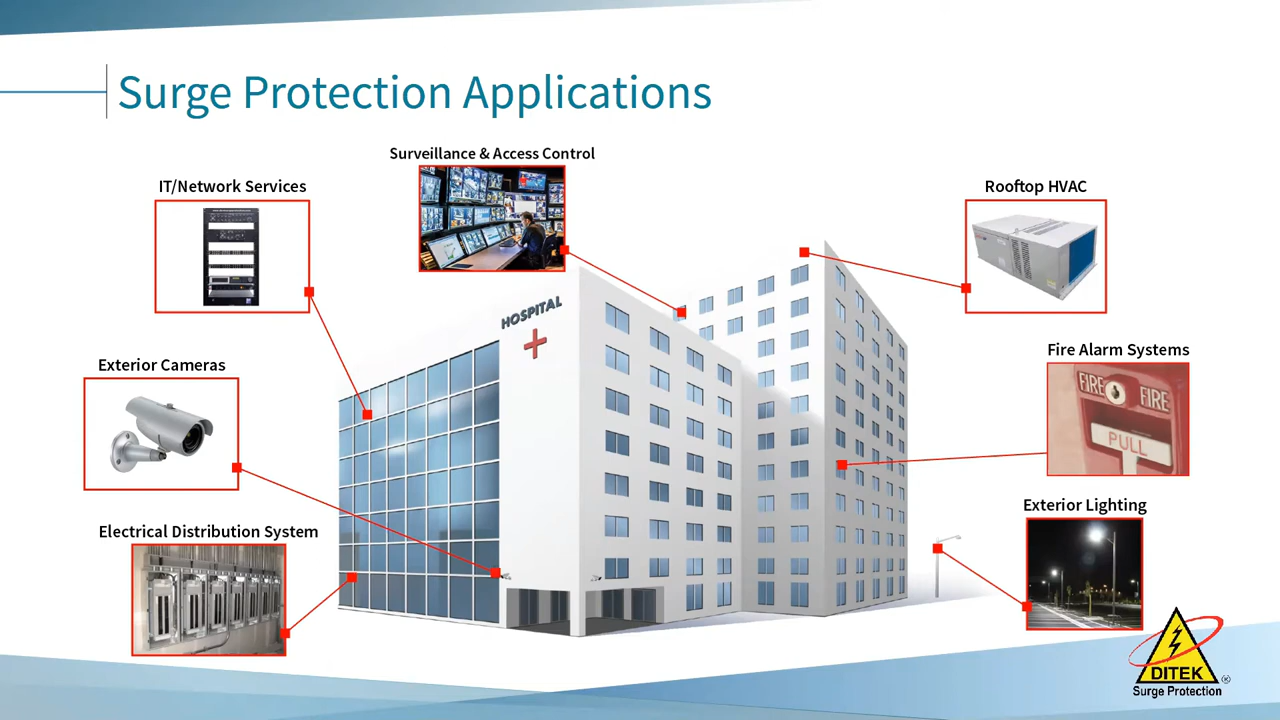 Surge Protection Applications
Surveillance & Access Control
IT/Network Services
Rooftop HVAC
HOSPITAL
Fire Alarm Systems
FIRE FIRE
PULL
Exterior Cameras
Electrical Distribution System
Exterior Lighting
DITEK ®
Surge Protection